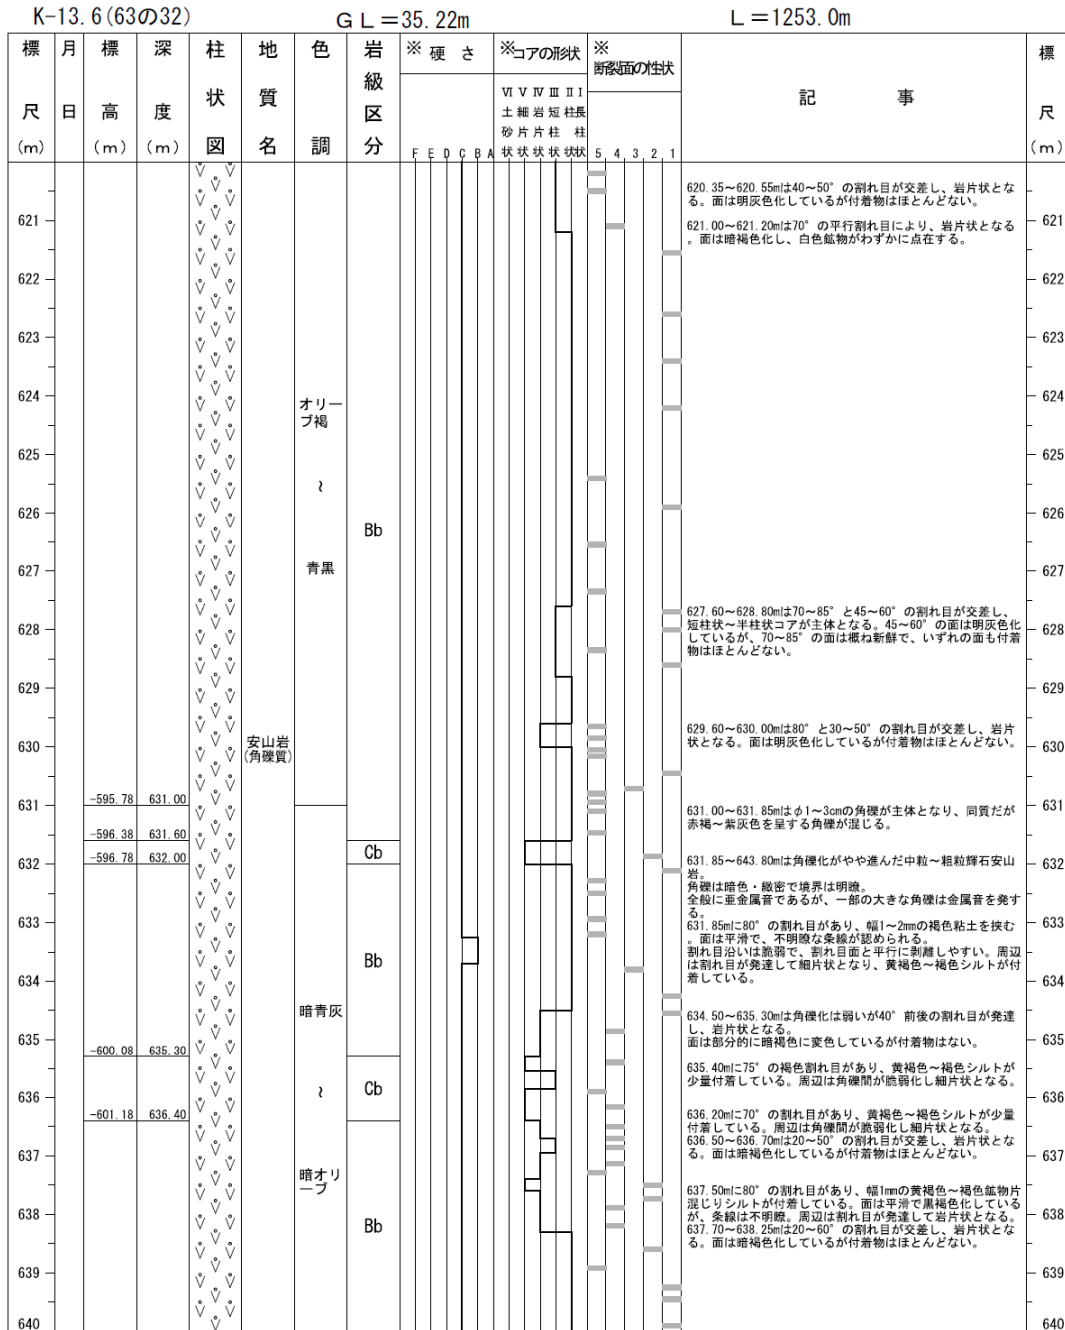 K-13.6(63の32)
GL=35.22m
L=1253.0m
標尺(m)
月日
標高(m)
深度(m)
柱状図
地質名
色調
岩級区分
※硬さ
F E D C B A
※コアの形状
Ⅵ土砂状
Ⅴ細片状
Ⅳ岩片状
Ⅲ短柱状
Ⅱ柱状
Ⅰ長柱状
※断裂面の性状
5 4 3 2 1
記事
標尺(m)
621
622
623
624
625
626
627
628
629
630
631
632
633
634
635
636
637
638
639
640
-595.78 631.00
-596.38 631.60
-596.78 632.00
-600.08 635.30
-601.18 636.40
安山岩
(角礫質)
オリー
ブ褐
~
青黒
暗青灰
~
暗オリ
ーブ
Bb
Cb
Bb
Cb
Bb
620.35~620.55mは40~50°の割れ目が交差し、岩片状とな
る。面は明灰色化しているが付着物はほとんどない。
621.00~621.20mは70°の平行割れ目により、岩片状となる
。面は暗褐色化し、白色鉱物がわずかに点在する。
627.60~628.80mは70~85°と45~60°の割れ目が交差し、
短柱状~半柱状コアが主体となる。45~60°の面は明灰色化
しているが、70~85°の面は概ね新鮮で、いずれの面も付着
物はほとんどない。
629.60~630.00mは80°と30~50°の割れ目が交差し、岩片
状となる。面は明灰色化しているが付着物はほとんどない。
631.00~631.85mはφ1~3cmの角礫が主体となり、同質だが
赤褐~紫灰色を呈する角礫が混じる。
631.85~643.80mは角礫化がやや進んだ中粒~粗粒輝石安山
岩。
角礫は暗色・緻密で境界は明瞭。
全般に亜金属音であるが、一部の大きな角礫は金属音を発す
る。
631.85mに80°の割れ目があり、幅1~2mmの褐色粘土を挟む
。面は平滑で、不明瞭な条線が認められる。
割れ目沿いは脆弱で、割れ目面と平行に剥離しやすい。周辺
は割れ目が発達して細片状となり、黄褐色~褐色シルトが付
着している。
634.50~635.30mは角礫化は弱いが40°前後の割れ目が発達
し、岩片状となる。
面は部分的に暗褐色に変色しているが付着物はない。
635.40mに75°の褐色割れ目があり、黄褐色~褐色シルトが
少量付着している。周辺は角礫間が脆弱化し細片状となる。
636.20mに70°の割れ目があり、黄褐色~褐色シルトが少量
付着している。周辺は角礫間が脆弱化し細片状となる。
636.50~636.70mは20~50°の割れ目が交差し、岩片状とな
る。面は暗褐色化しているが付着物はほとんどない。
637.50mに80°の割れ目があり、幅1mmの黄褐色~褐色鉱物片
混じりシルトが付着している。面は平滑で黒褐色化している
が、条線は不明瞭。周辺は割れ目が発達して岩片状となる。
637.70~638.25mは20~60°の割れ目が交差し、岩片状とな
る。面は暗褐色化しているが付着物はほとんどない。
621
622
623
624
625
626
627
628
629
630
631
632
633
634
635
636
637
638
639
640